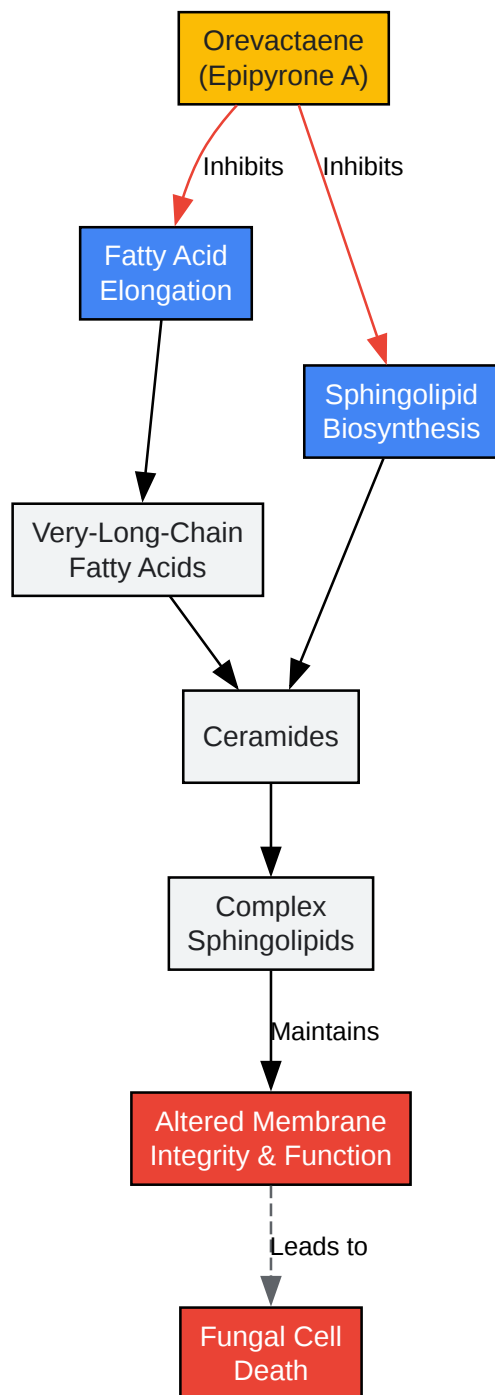 Orevactaene
(Epipyrone A)
Inhibits
Inhibits
Fatty Acid
Elongation
Sphingolipid
Biosynthesis
Very-Long-Chain
Fatty Acids
Ceramides
Complex
Sphingolipids
Maintains
Altered Membrane
Integrity & Function
Leads to
Fungal Cell
Death